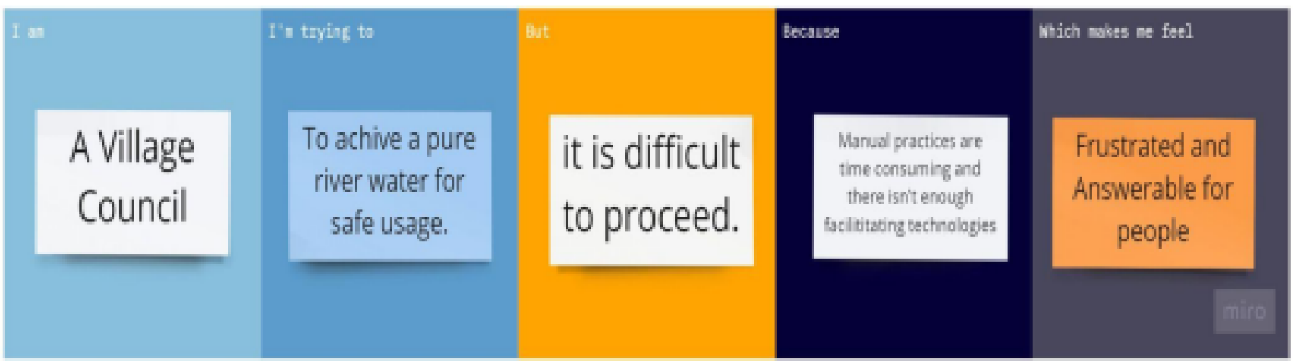 I am
A Village
Council
I'm trying to
To achive a pure
river water for
safe usage.
But
it is difficult
to proceed.
Because
Manual practices are
time consuming and
there isn't enough
facilititating technologies
Which makes me feel
Frustrated and
Answerable for
people
miro